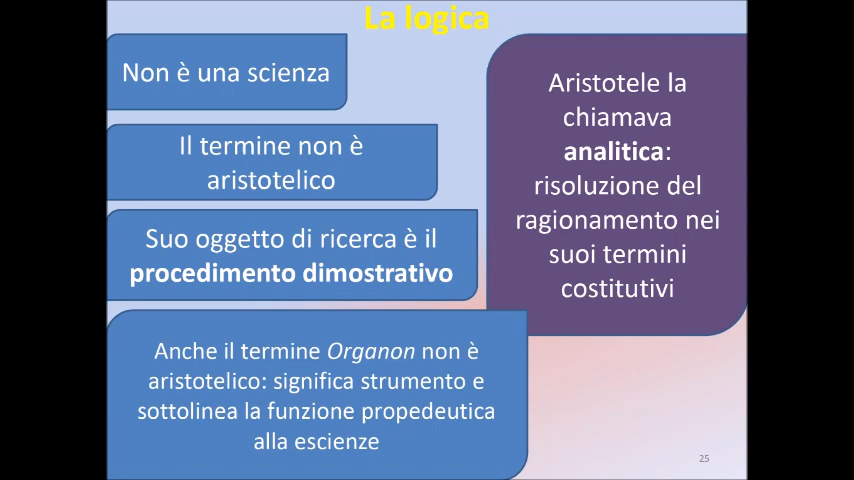 La logica
Non è una scienza
Il termine non è
aristotelico
Suo oggetto di ricerca è il
procedimento dimostrativo
Anche il termine Organon non è
aristotelico: significa strumento e
sottolinea la funzione propedeutica
alla escienze
Aristotele la
chiamava
analitica:
risoluzione del
ragionamento nei
suoi termini
costitutivi
25